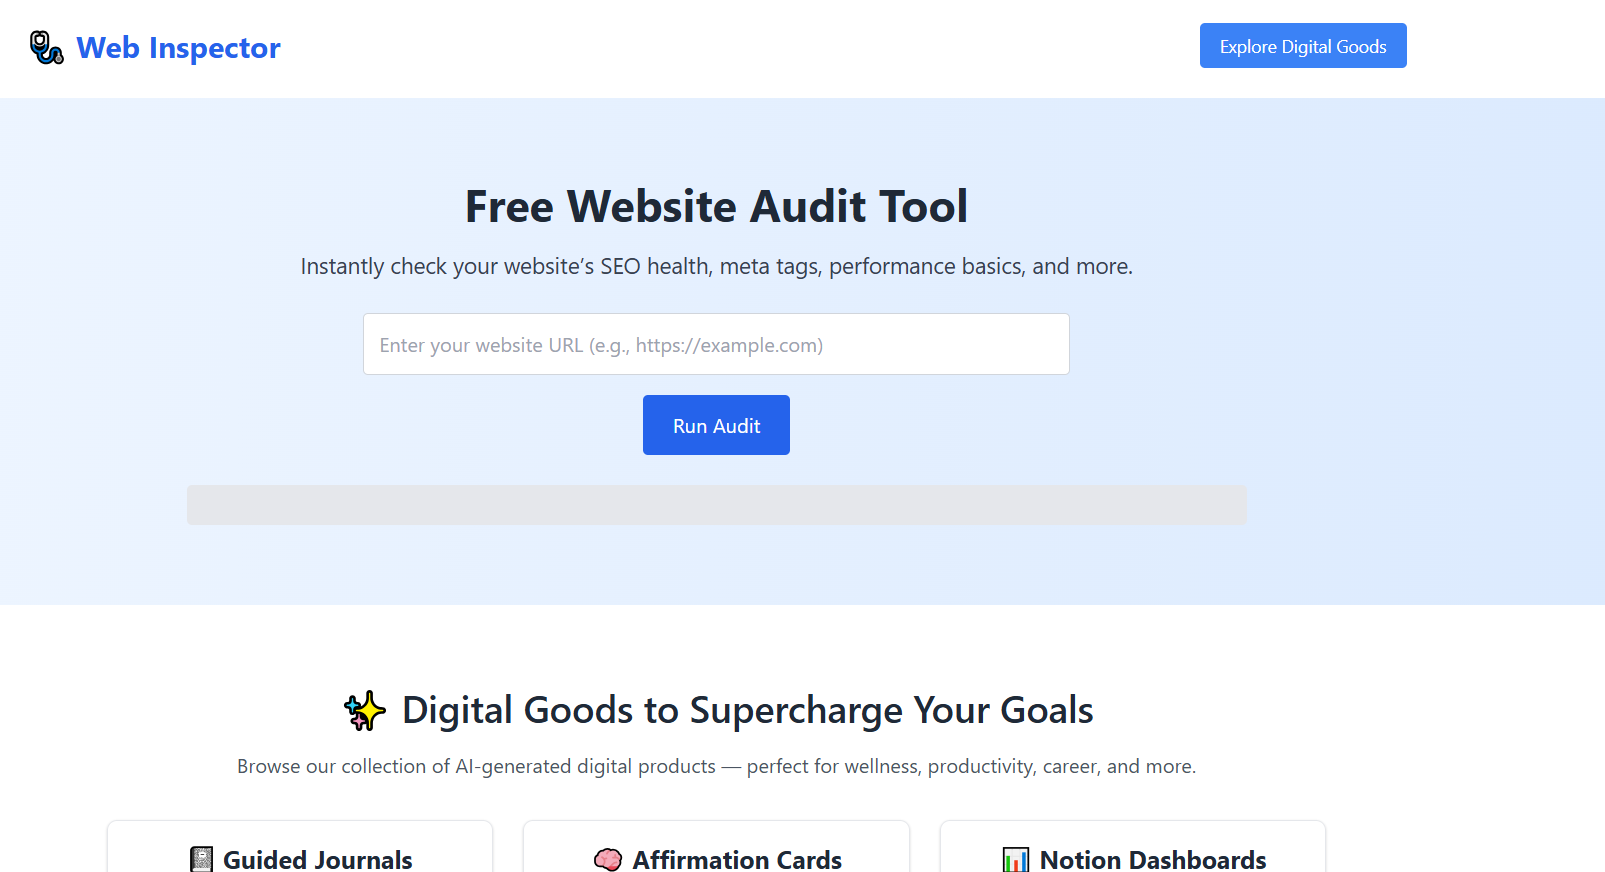 Web Inspector
Explore Digital Goods
Free Website Audit Tool
Instantly check your website’s SEO health, meta tags, performance basics, and more.
Enter your website URL (e.g., https://example.com)
Run Audit
Digital Goods to Supercharge Your Goals
Browse our collection of AI-generated digital products — perfect for wellness, productivity, career, and more.
Guided Journals
Affirmation Cards
Notion Dashboards